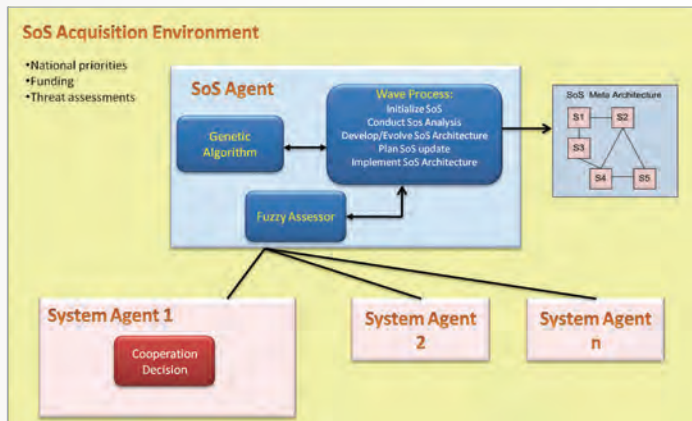 SoS Acquisition Environment
•National priorities
•Funding
•Threat assessments
SoS Agent
Genetic
Algorithm
Wave Process:
Initialize SoS
Conduct Sos Analysis
Develop/Evolve SoS Architecture
Plan SoS update
Implement SoS Architecture
Fuzzy Assessor
SoS Meta Architecture
S1
S2
S3
S4
S5
System Agent 1
Cooperation
Decision
System Agent
2
System Agent
n